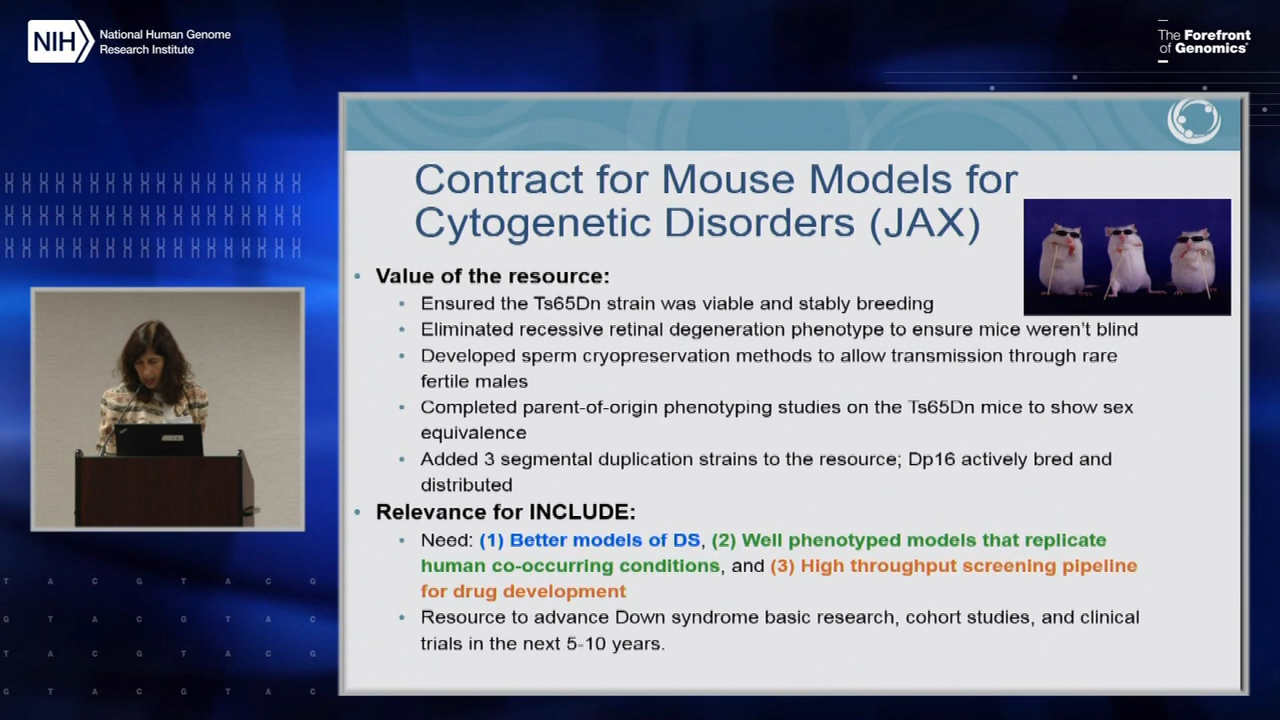 NIH
National Human Genome
Research Institute
The Forefront
of Genomics®
Contract for Mouse Models for
Cytogenetic Disorders (JAX)
• Value of the resource:
• Ensured the Ts65Dn strain was viable and stably breeding
• Eliminated recessive retinal degeneration phenotype to ensure mice weren't blind
• Developed sperm cryopreservation methods to allow transmission through rare
fertile males
• Completed parent-of-origin phenotyping studies on the Ts65Dn mice to show sex
equivalence
• Added 3 segmental duplication strains to the resource; Dp16 actively bred and
distributed
• Relevance for INCLUDE:
• Need: (1) Better models of DS, (2) Well phenotyped models that replicate
human co-occurring conditions, and (3) High throughput screening pipeline
for drug development
• Resource to advance Down syndrome basic research, cohort studies, and clinical
trials in the next 5-10 years.
T A C G T A C G
G T A C G T A C
T A C G T A C G
G T A C G T A C